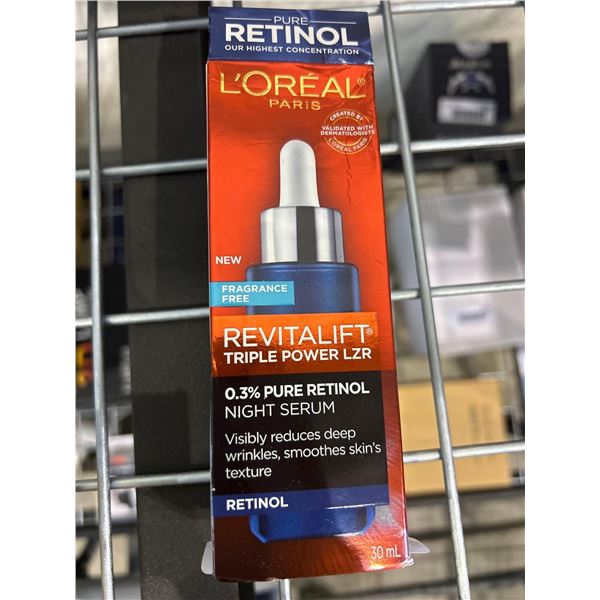 PURE
RETINOL
OUR HIGHEST CONCENTRATION
L'ORÉAL®
PARIS
CREATED BY
VALIDATED WITH
DERMATOLOGISTS
L'ORÉAL PARIS
NEW
FRAGRANCE
FREE
REVITALIFT®
TRIPLE POWER LZR
0.3% PURE RETINOL
NIGHT SERUM
Visibly reduces deep
wrinkles, smoothes skin's
texture
RETINOL
30 mL